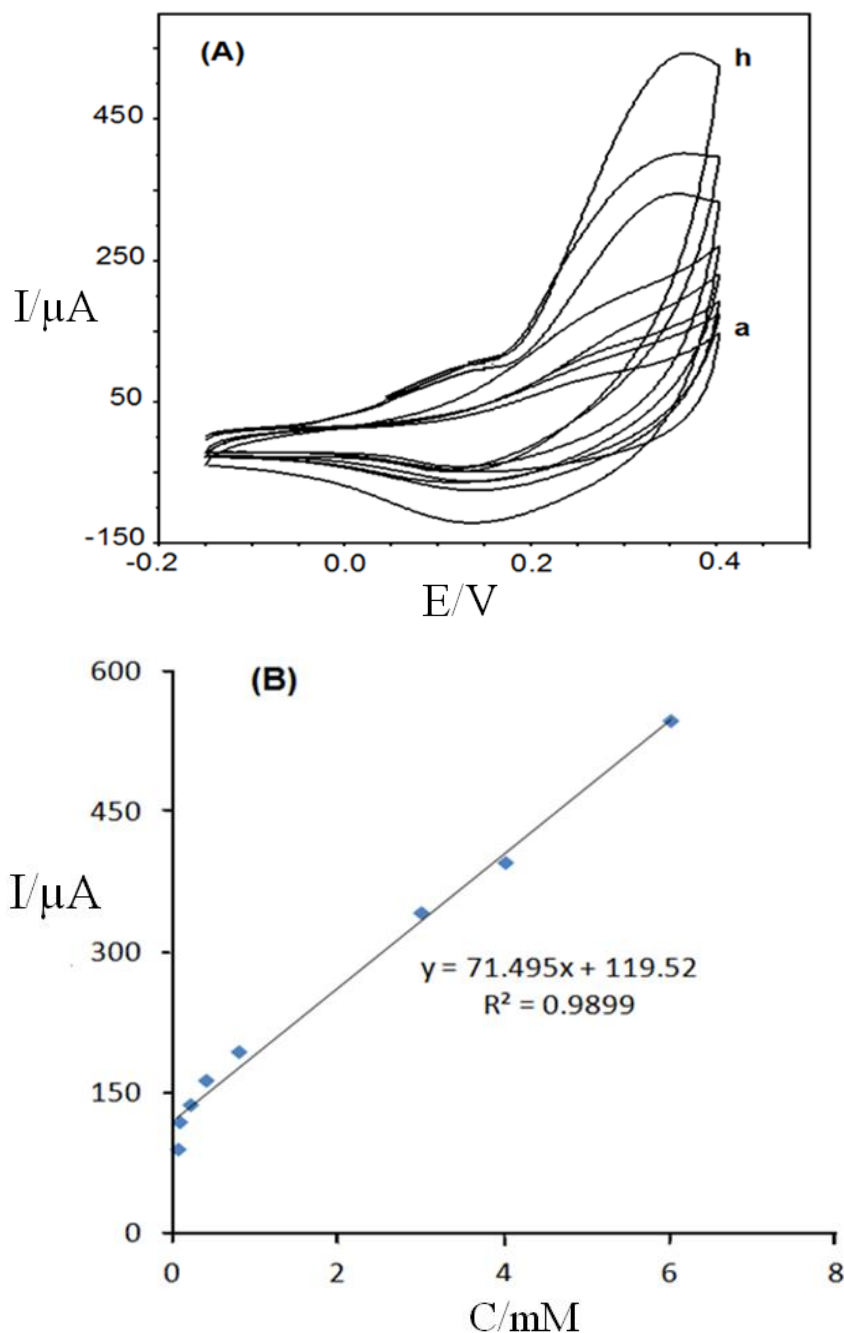 (A)
h
450
250
I/μA
a
50
-150
-0.2 0.0 0.2 0.4
E/V
600
(B)
450
I/μA
300
y = 71.495x + 119.52
R² = 0.9899
150
0
0 2 4 6 8
C/mM